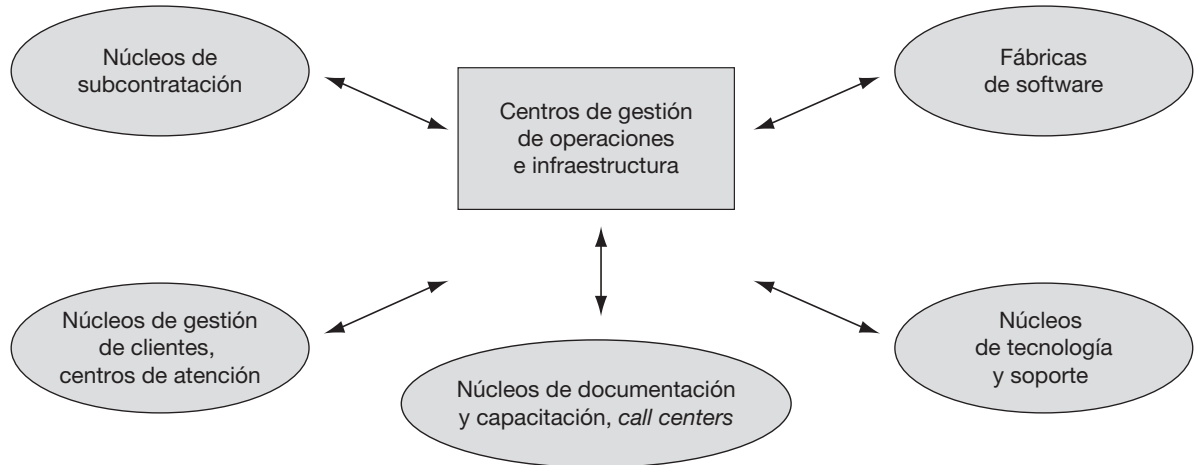 Núcleos de
subcontratación
Fábricas
de software
Centros de gestión
de operaciones
e infraestructura
Núcleos de gestión
de clientes,
centros de atención
Núcleos de documentación
y capacitación, call centers
Núcleos
de tecnología
y soporte